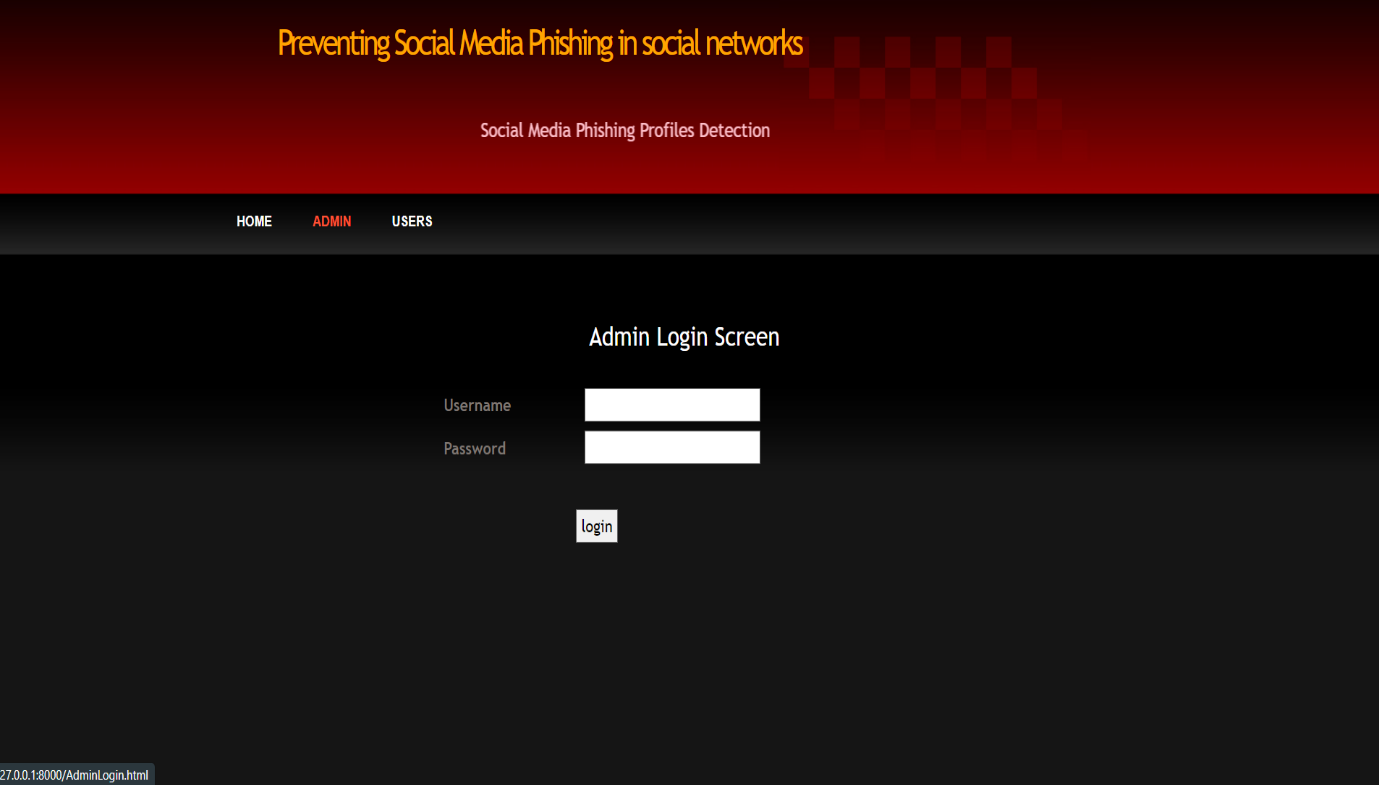 Preventing Social Media Phishing in social networks
Social Media Phishing Profiles Detection
HOME ADMIN USERS
Admin Login Screen
Username
Password
login
27.0.0.1:8000/AdminLogin.html